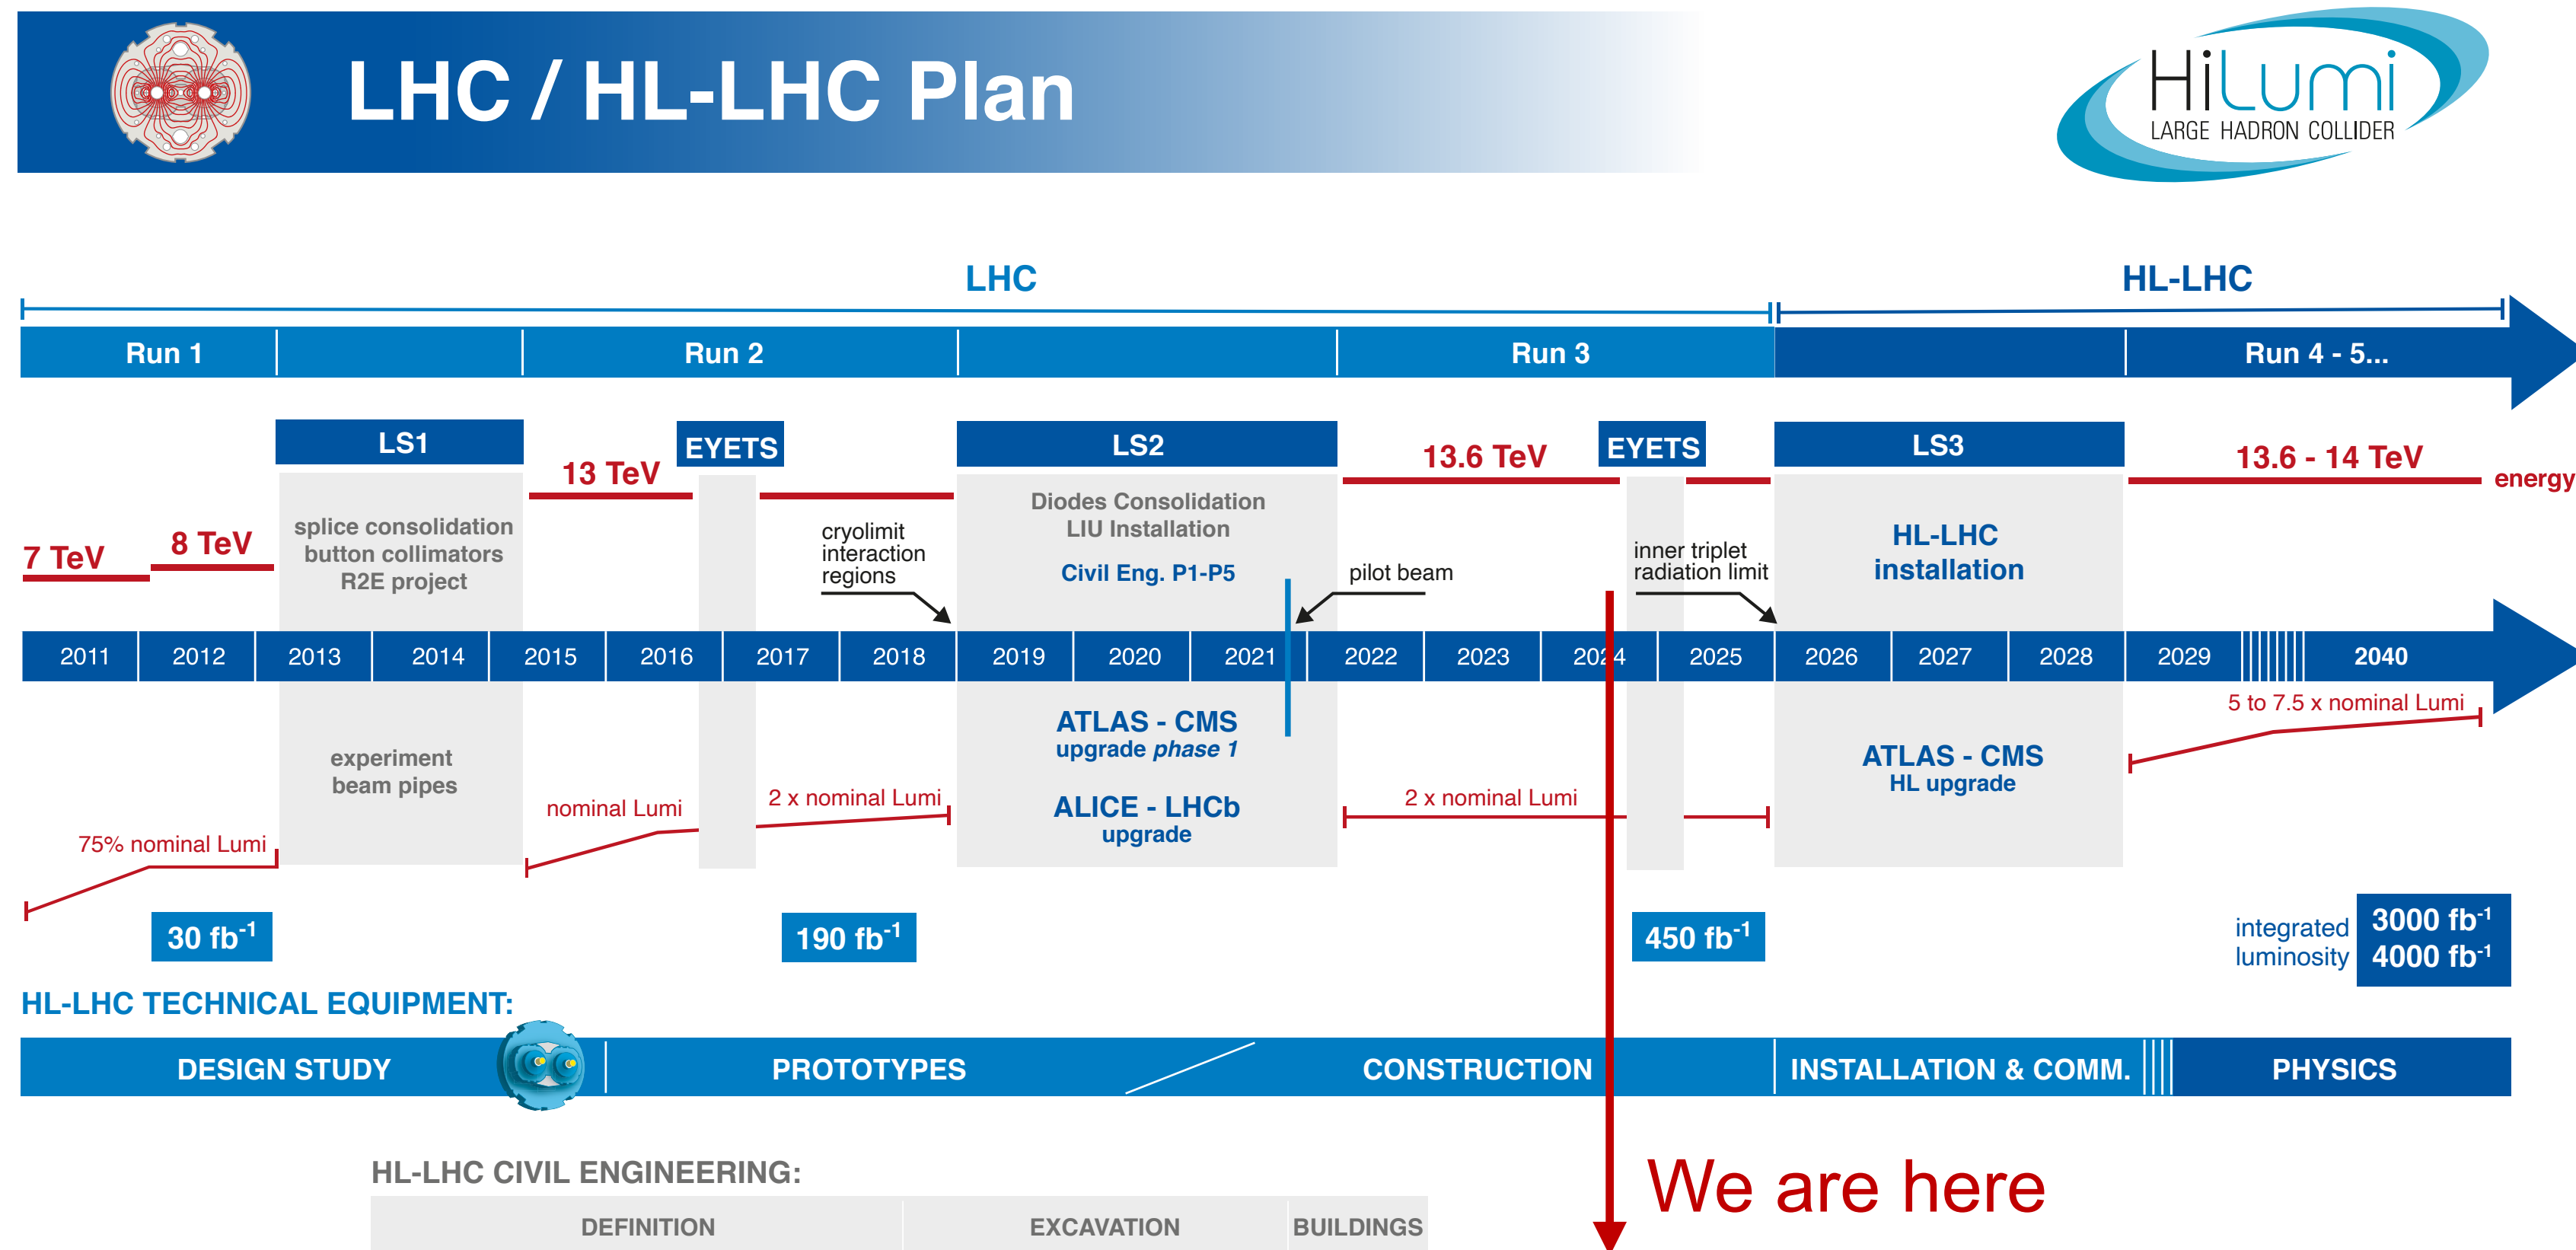 LHC / HL-LHC Plan
HiLumi
LARGE HADRON COLLIDER
LHC
HL-LHC
Run 1
Run 2
Run 3
Run 4 - 5...
LS1
EYETS
LS2
EYETS
LS3
13 TeV
13.6 TeV
13.6 - 14 TeV
energy
7 TeV
8 TeV
splice consolidation
button collimators
R2E project
cryolimit
interaction
regions
Diodes Consolidation
LIU Installation
Civil Eng. P1-P5
pilot beam
inner triplet
radiation limit
HL-LHC
installation
2011
2012
2013
2014
2015
2016
2017
2018
2019
2020
2021
2022
2023
2024
2025
2026
2027
2028
2029
2040
5 to 7.5 x nominal Lumi
experiment
beam pipes
ATLAS - CMS
upgrade phase 1
ALICE - LHCb
upgrade
ATLAS - CMS
HL upgrade
75% nominal Lumi
nominal Lumi
2 x nominal Lumi
2 x nominal Lumi
30 fb⁻¹
190 fb⁻¹
450 fb⁻¹
integrated
luminosity
3000 fb⁻¹
4000 fb⁻¹
HL-LHC TECHNICAL EQUIPMENT:
DESIGN STUDY
PROTOTYPES
CONSTRUCTION
INSTALLATION & COMM.
PHYSICS
HL-LHC CIVIL ENGINEERING:
DEFINITION
EXCAVATION
BUILDINGS
We are here